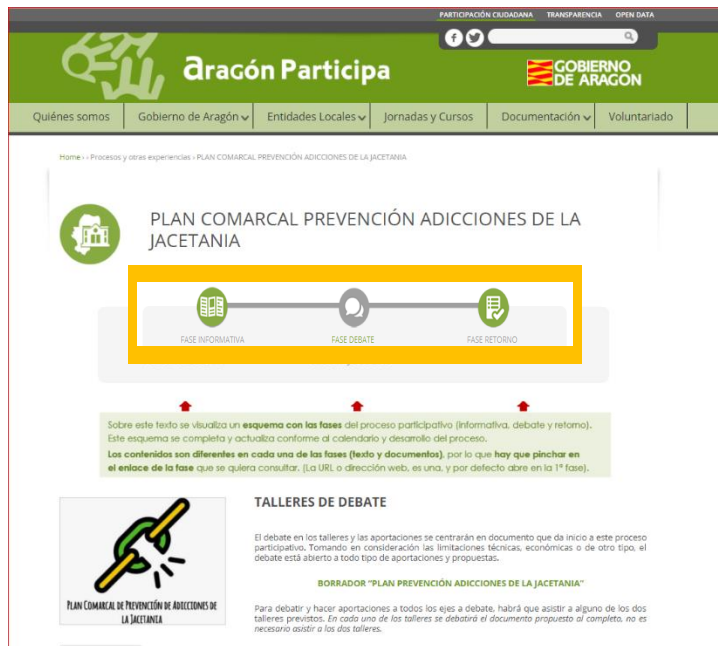 PARTICIPACIÓN CIUDADANA TRANSPARENCIA OPEN DATA
aragón Participa
GOBIERNO
DE ARAGON
Quiénes somos Gobierno de Aragón Entidades Locales Jornadas y Cursos Documentación Voluntariado
Home › › Procesos y otras experiencias › PLAN COMARCAL PREVENCIÓN ADICCIONES DE LA JACETANIA
PLAN COMARCAL PREVENCIÓN ADICCIONES DE LA
JACETANIA
FASE INFORMATIVA FASE DEBATE FASE RETORNO
Sobre este texto se visualiza un esquema con las fases del proceso participativo (informativa, debate y retorno).
Este esquema se completa y actualiza conforme al calendario y desarrollo del proceso.
Los contenidos son diferentes en cada una de las fases (texto y documentos), por lo que hay que pinchar en
el enlace de la fase que se quiera consultar. (La URL o dirección web, es una, y por defecto abre en la 1ª fase).
TALLERES DE DEBATE
El debate en los talleres y las aportaciones se centrarán en documento que da inicio a este proceso
participativo. Tomando en consideración las limitaciones técnicas, económicas o de otro tipo, el
debate está abierto a todo tipo de aportaciones y propuestas.
BORRADOR "PLAN PREVENCIÓN ADICCIONES DE LA JACETANIA"
Para debatir y hacer aportaciones a todos los ejes a debate, habrá que asistir a alguno de los dos
talleres previstos. En cada uno de los talleres se debatirá el documento propuesto al completo, no es
necesario asistir a los dos talleres.
PLAN COMARCAL DE PREVENCIÓN DE ADICCIONES DE
LA JACETANIA